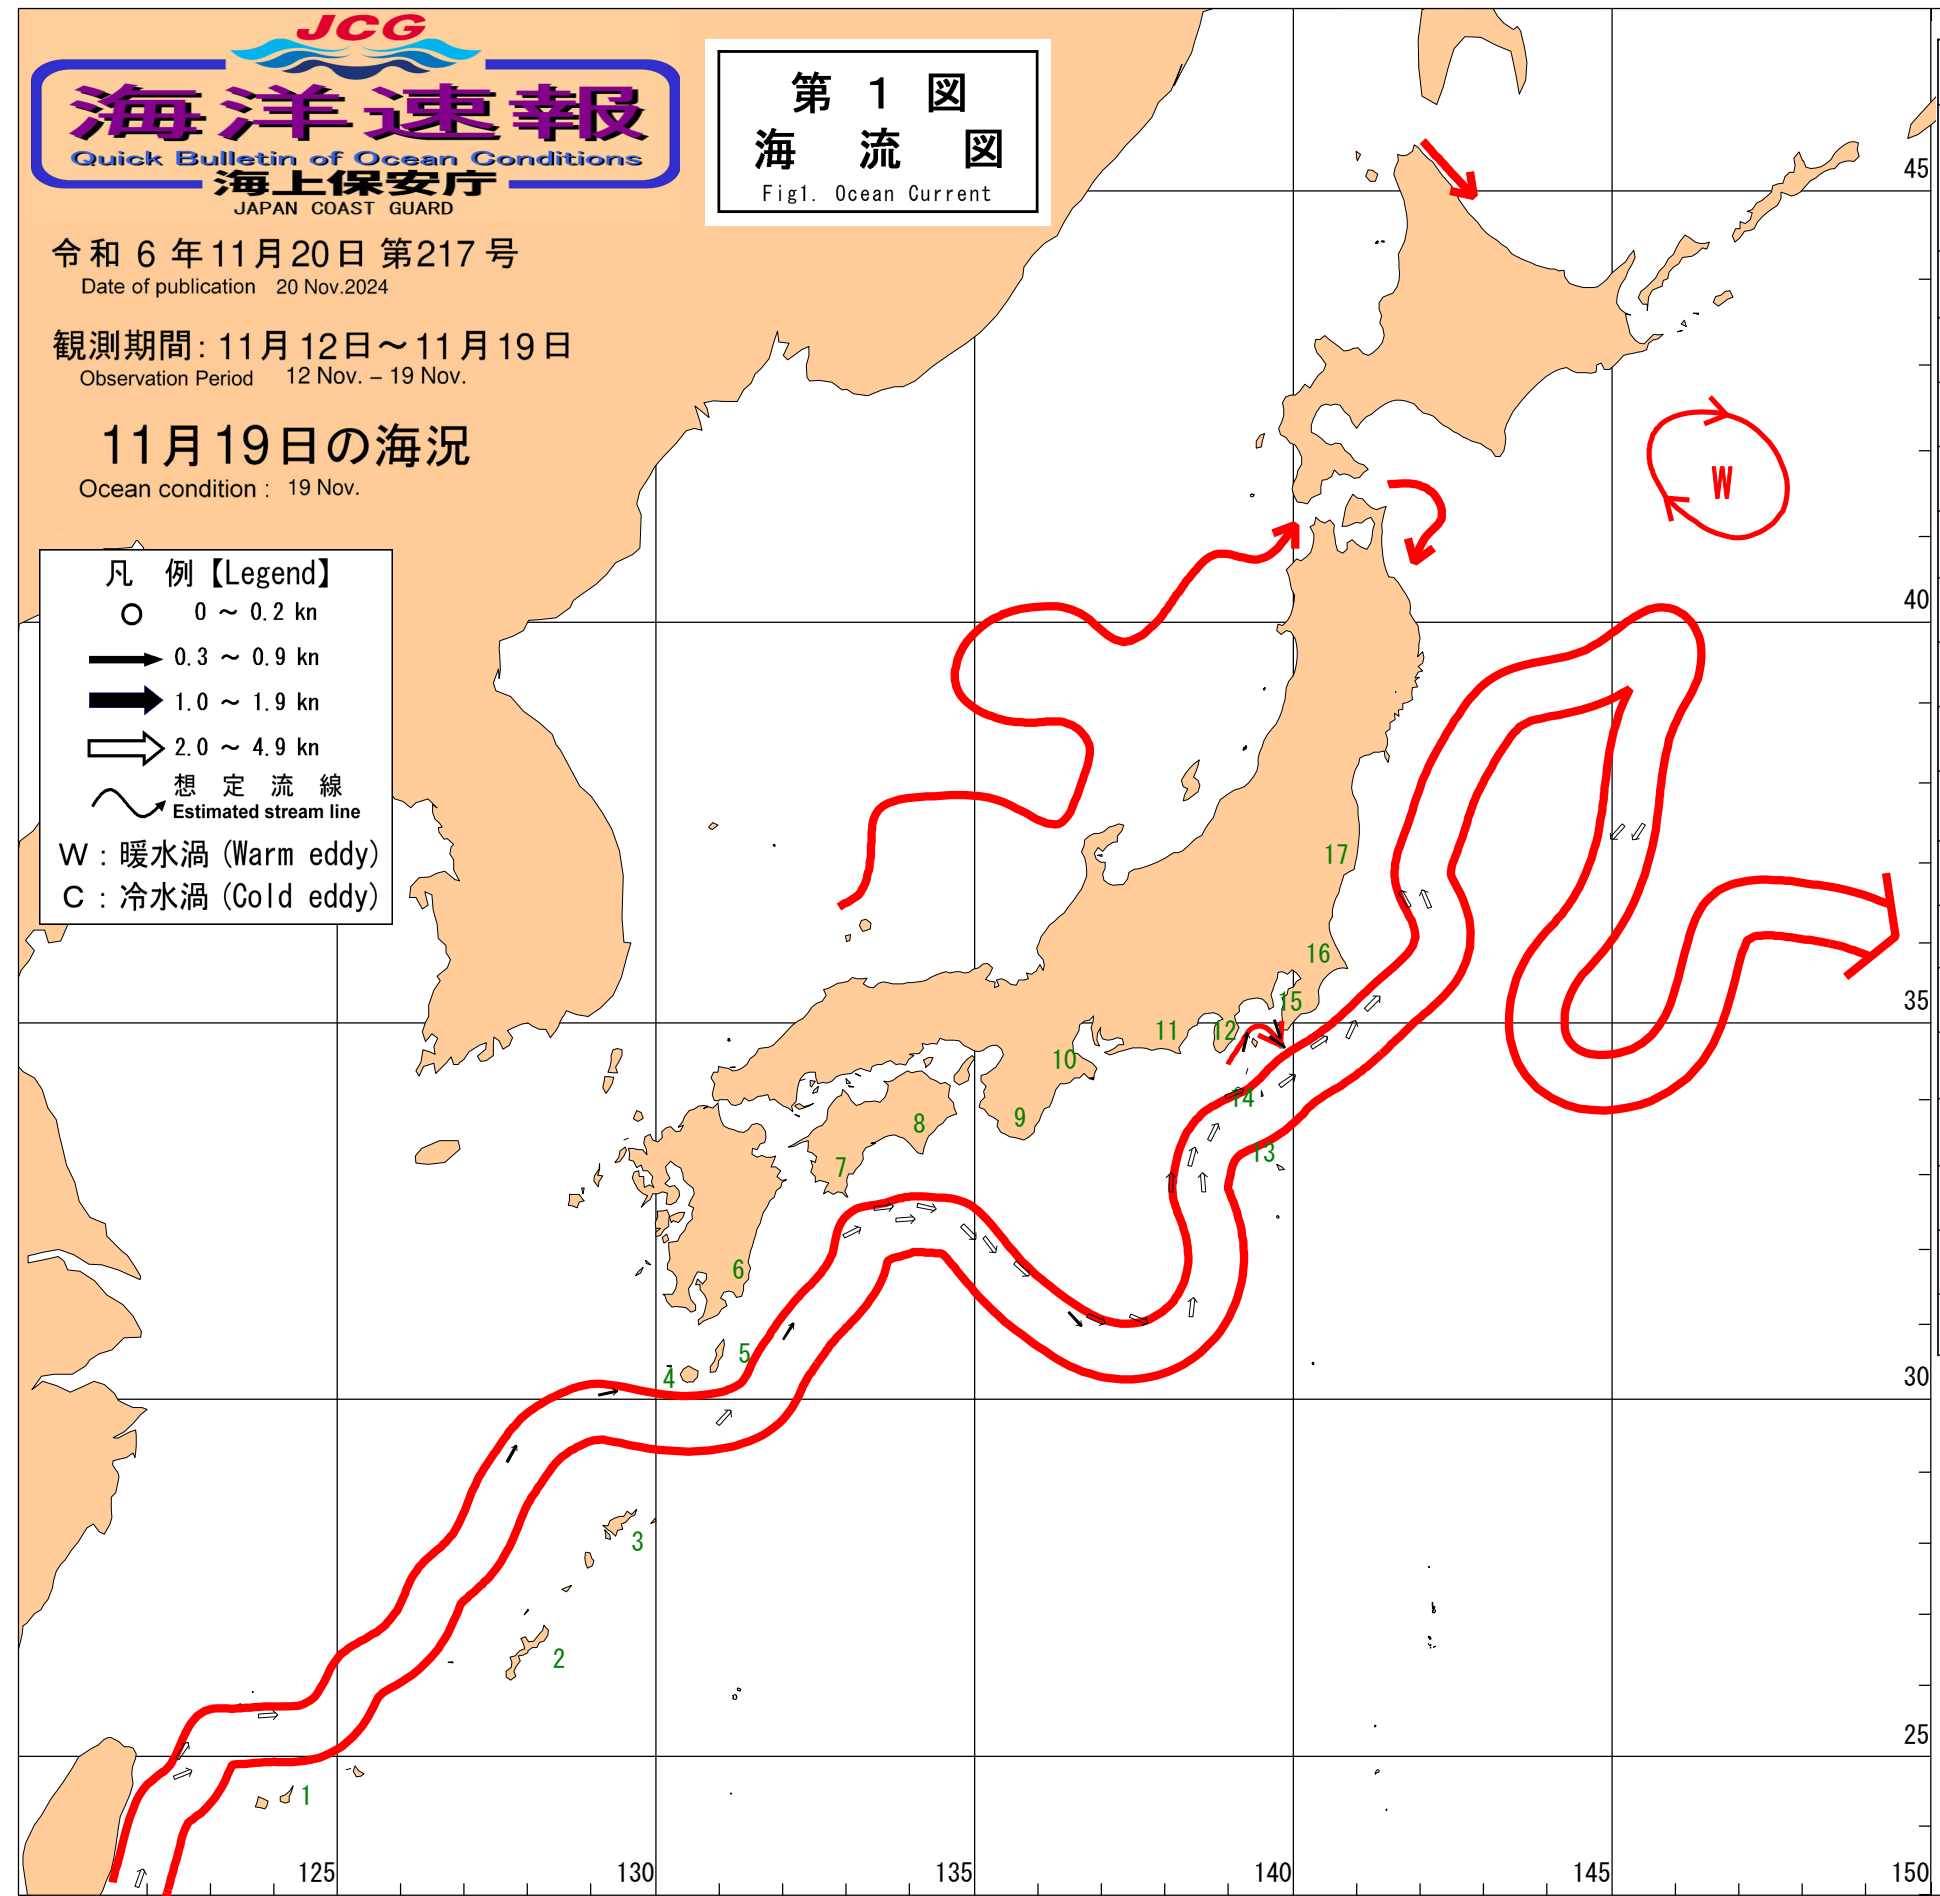 JCG
海洋速報
Quick Bulletin of Ocean Conditions
海上保安庁
JAPAN COAST GUARD
第 1 図
海 流 図
Fig1. Ocean Current
令和 6 年11月20日 第217号
Date of publication 20 Nov.2024
観測期間: 11月12日～11月19日
Observation Period 12 Nov. – 19 Nov.
11月19日の海況
Ocean condition : 19 Nov.
凡 例【Legend】
0 ～ 0.2 kn
0.3 ～ 0.9 kn
1.0 ～ 1.9 kn
2.0 ～ 4.9 kn
想 定 流 線
Estimated stream line
W : 暖水渦 (Warm eddy)
C : 冷水渦 (Cold eddy)
45
W
40
17
16
35
15
12
11
10
14
9
8
13
7
6
5
4
30
3
2
25
1
125
130
135
140
145
150